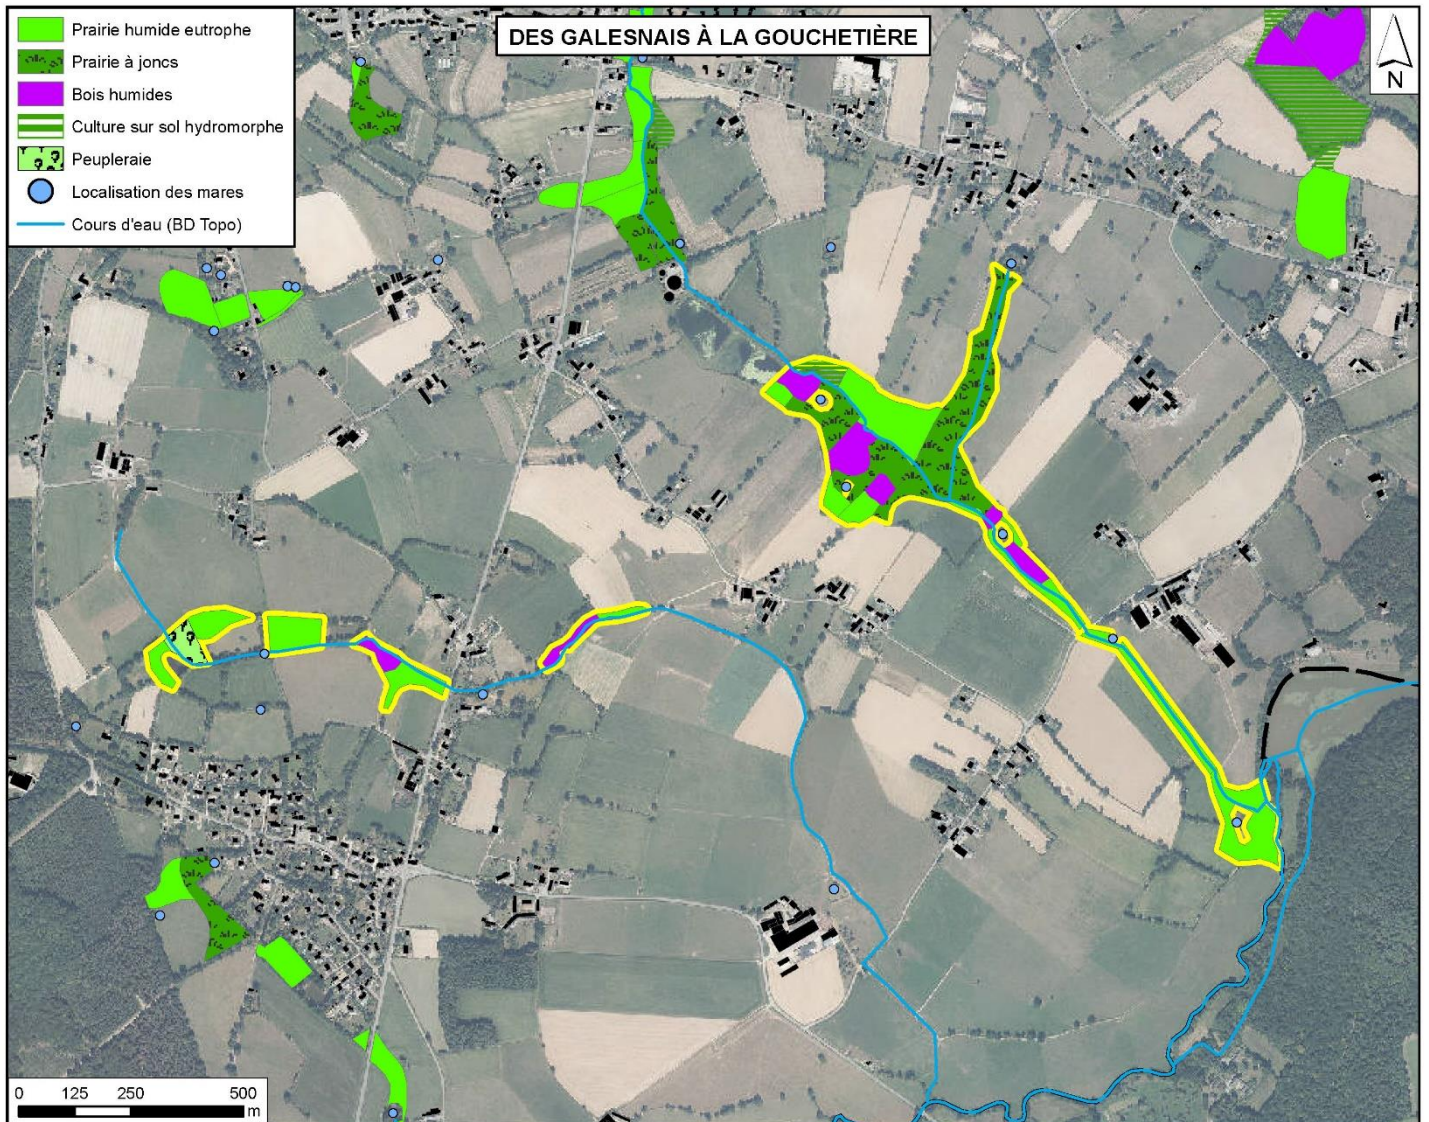 Prairie humide eutrophe
Prairie à joncs
Bois humides
Culture sur sol hydromorphe
Peupleraie
Localisation des mares
Cours d'eau (BD Topo)
DES GALESNAIS À LA GOUCHETIÈRE
N
0 125 250 500
m